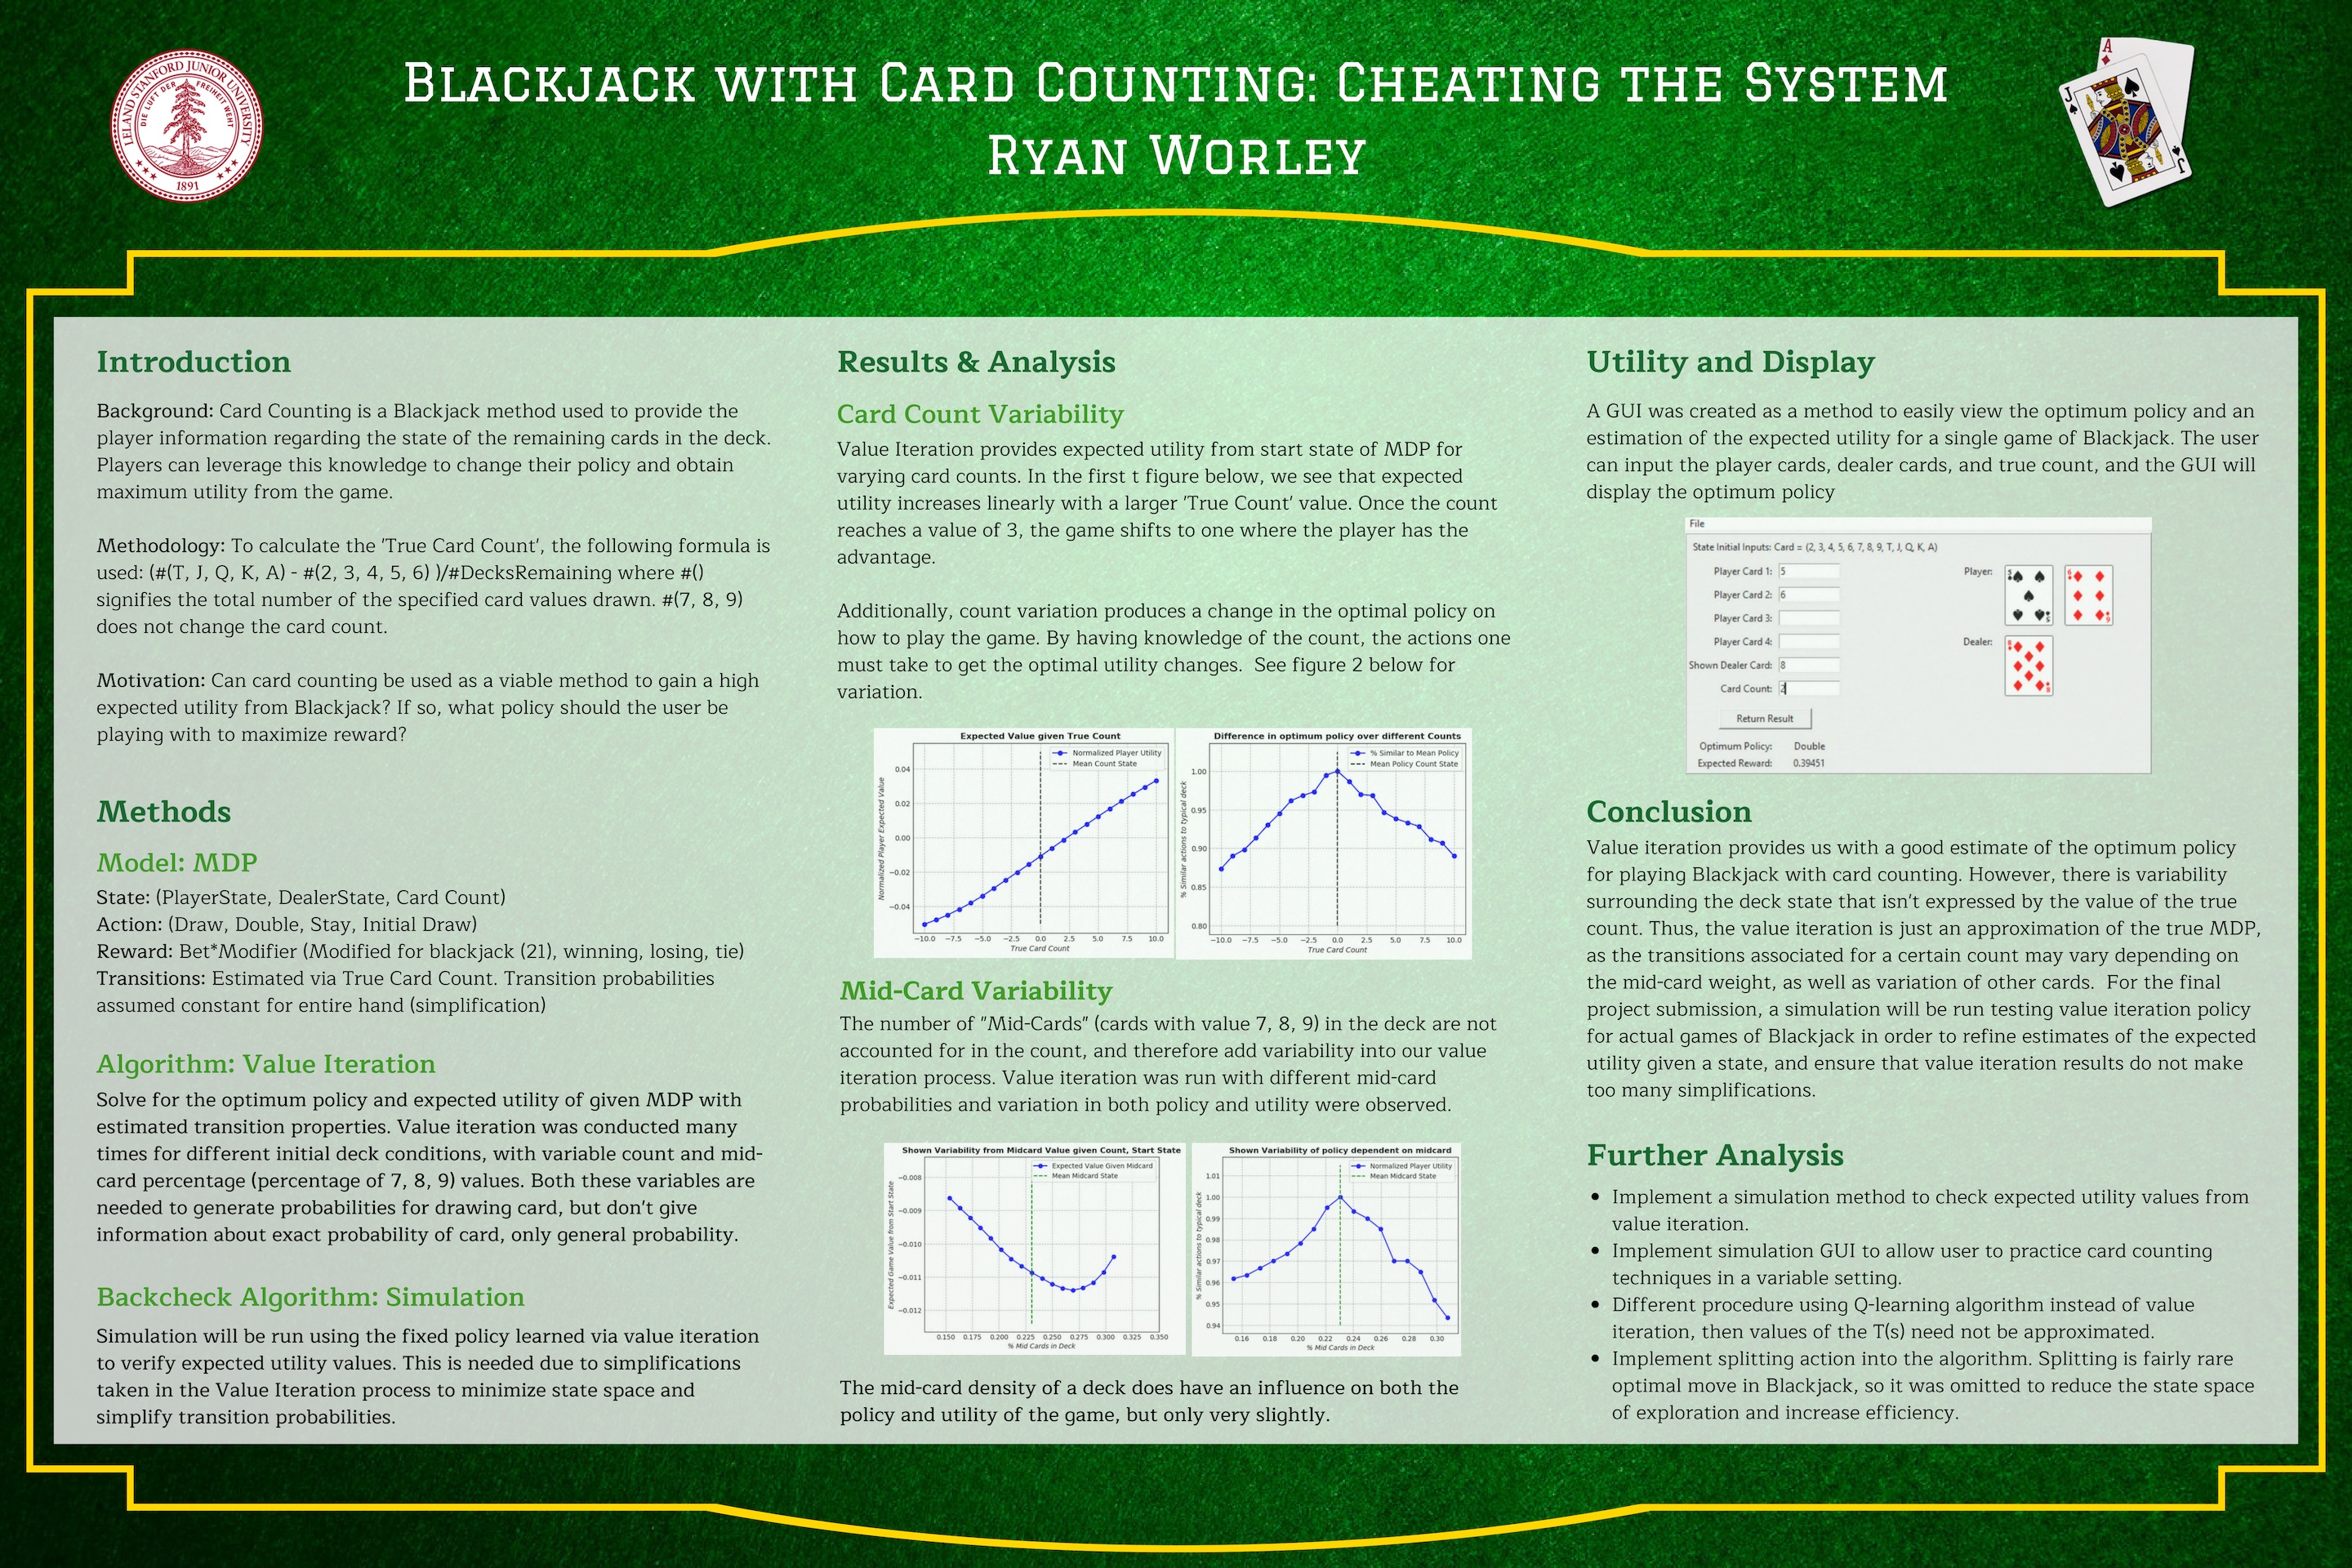 LELAND STANFORD JUNIOR UNIVERSITY
DIE LUFT DER FREIHEIT WEHT
1891
Blackjack with Card Counting: Cheating the System
Ryan Worley
A
J
J
Introduction
Background: Card Counting is a Blackjack method used to provide the
player information regarding the state of the remaining cards in the deck.
Players can leverage this knowledge to change their policy and obtain
maximum utility from the game.
Methodology: To calculate the 'True Card Count', the following formula is
used: (#(T, J, Q, K, A) - #(2, 3, 4, 5, 6) )/#DecksRemaining where #()
signifies the total number of the specified card values drawn. #(7, 8, 9)
does not change the card count.
Motivation: Can card counting be used as a viable method to gain a high
expected utility from Blackjack? If so, what policy should the user be
playing with to maximize reward?
Methods
Model: MDP
State: (PlayerState, DealerState, Card Count)
Action: (Draw, Double, Stay, Initial Draw)
Reward: Bet*Modifier (Modified for blackjack (21), winning, losing, tie)
Transitions: Estimated via True Card Count. Transition probabilities
assumed constant for entire hand (simplification)
Algorithm: Value Iteration
Solve for the optimum policy and expected utility of given MDP with
estimated transition properties. Value iteration was conducted many
times for different initial deck conditions, with variable count and mid-
card percentage (percentage of 7, 8, 9) values. Both these variables are
needed to generate probabilities for drawing card, but don't give
information about exact probability of card, only general probability.
Backcheck Algorithm: Simulation
Simulation will be run using the fixed policy learned via value iteration
to verify expected utility values. This is needed due to simplifications
taken in the Value Iteration process to minimize state space and
simplify transition probabilities.
Results & Analysis
Card Count Variability
Value Iteration provides expected utility from start state of MDP for
varying card counts. In the first t figure below, we see that expected
utility increases linearly with a larger 'True Count' value. Once the count
reaches a value of 3, the game shifts to one where the player has the
advantage.
Additionally, count variation produces a change in the optimal policy on
how to play the game. By having knowledge of the count, the actions one
must take to get the optimal utility changes.  See figure 2 below for
variation.
Expected Value given True Count
Normalized Player Utility
Mean Count State
Normalized Player Expected Value
0.04
0.02
0.00
−0.02
−0.04
−10.0 −7.5 −5.0 −2.5 0.0 2.5 5.0 7.5 10.0
True Card Count
Difference in optimum policy over different Counts
% Similar to Mean Policy
Mean Policy Count State
% Similar actions to typical deck
1.00
0.95
0.90
0.85
0.80
−10.0 −7.5 −5.0 −2.5 0.0 2.5 5.0 7.5 10.0
True Card Count
Mid-Card Variability
The number of "Mid-Cards" (cards with value 7, 8, 9) in the deck are not
accounted for in the count, and therefore add variability into our value
iteration process. Value iteration was run with different mid-card
probabilities and variation in both policy and utility were observed.
Shown Variability from Midcard Value given Count, Start State
Expected Value Given Midcard
Mean Midcard State
Expected Game Value from Start State
−0.008
−0.009
−0.010
−0.011
−0.012
0.150 0.175 0.200 0.225 0.250 0.275 0.300 0.325 0.350
% Mid Cards in Deck
Shown Variability of policy dependent on midcard
Normalized Player Utility
Mean Midcard State
% Similar actions to typical deck
1.01
1.00
0.99
0.98
0.97
0.96
0.95
0.94
0.16 0.18 0.20 0.22 0.24 0.26 0.28 0.30
% Mid Cards in Deck
The mid-card density of a deck does have an influence on both the
policy and utility of the game, but only very slightly.
Utility and Display
A GUI was created as a method to easily view the optimum policy and an
estimation of the expected utility for a single game of Blackjack. The user
can input the player cards, dealer cards, and true count, and the GUI will
display the optimum policy
File
State Initial Inputs: Card = (2, 3, 4, 5, 6, 7, 8, 9, T, J, Q, K, A)
Player Card 1: 5
Player Card 2: 6
Player Card 3:
Player Card 4:
Shown Dealer Card: 8
Card Count: 2
Return Result
Optimum Policy: Double
Expected Reward: 0.39451
Player:
Dealer:
Conclusion
Value iteration provides us with a good estimate of the optimum policy
for playing Blackjack with card counting. However, there is variability
surrounding the deck state that isn't expressed by the value of the true
count. Thus, the value iteration is just an approximation of the true MDP,
as the transitions associated for a certain count may vary depending on
the mid-card weight, as well as variation of other cards.  For the final
project submission, a simulation will be run testing value iteration policy
for actual games of Blackjack in order to refine estimates of the expected
utility given a state, and ensure that value iteration results do not make
too many simplifications.
Further Analysis
• Implement a simulation method to check expected utility values from
value iteration.
• Implement simulation GUI to allow user to practice card counting
techniques in a variable setting.
• Different procedure using Q-learning algorithm instead of value
iteration, then values of the T(s) need not be approximated.
• Implement splitting action into the algorithm. Splitting is fairly rare
optimal move in Blackjack, so it was omitted to reduce the state space
of exploration and increase efficiency.